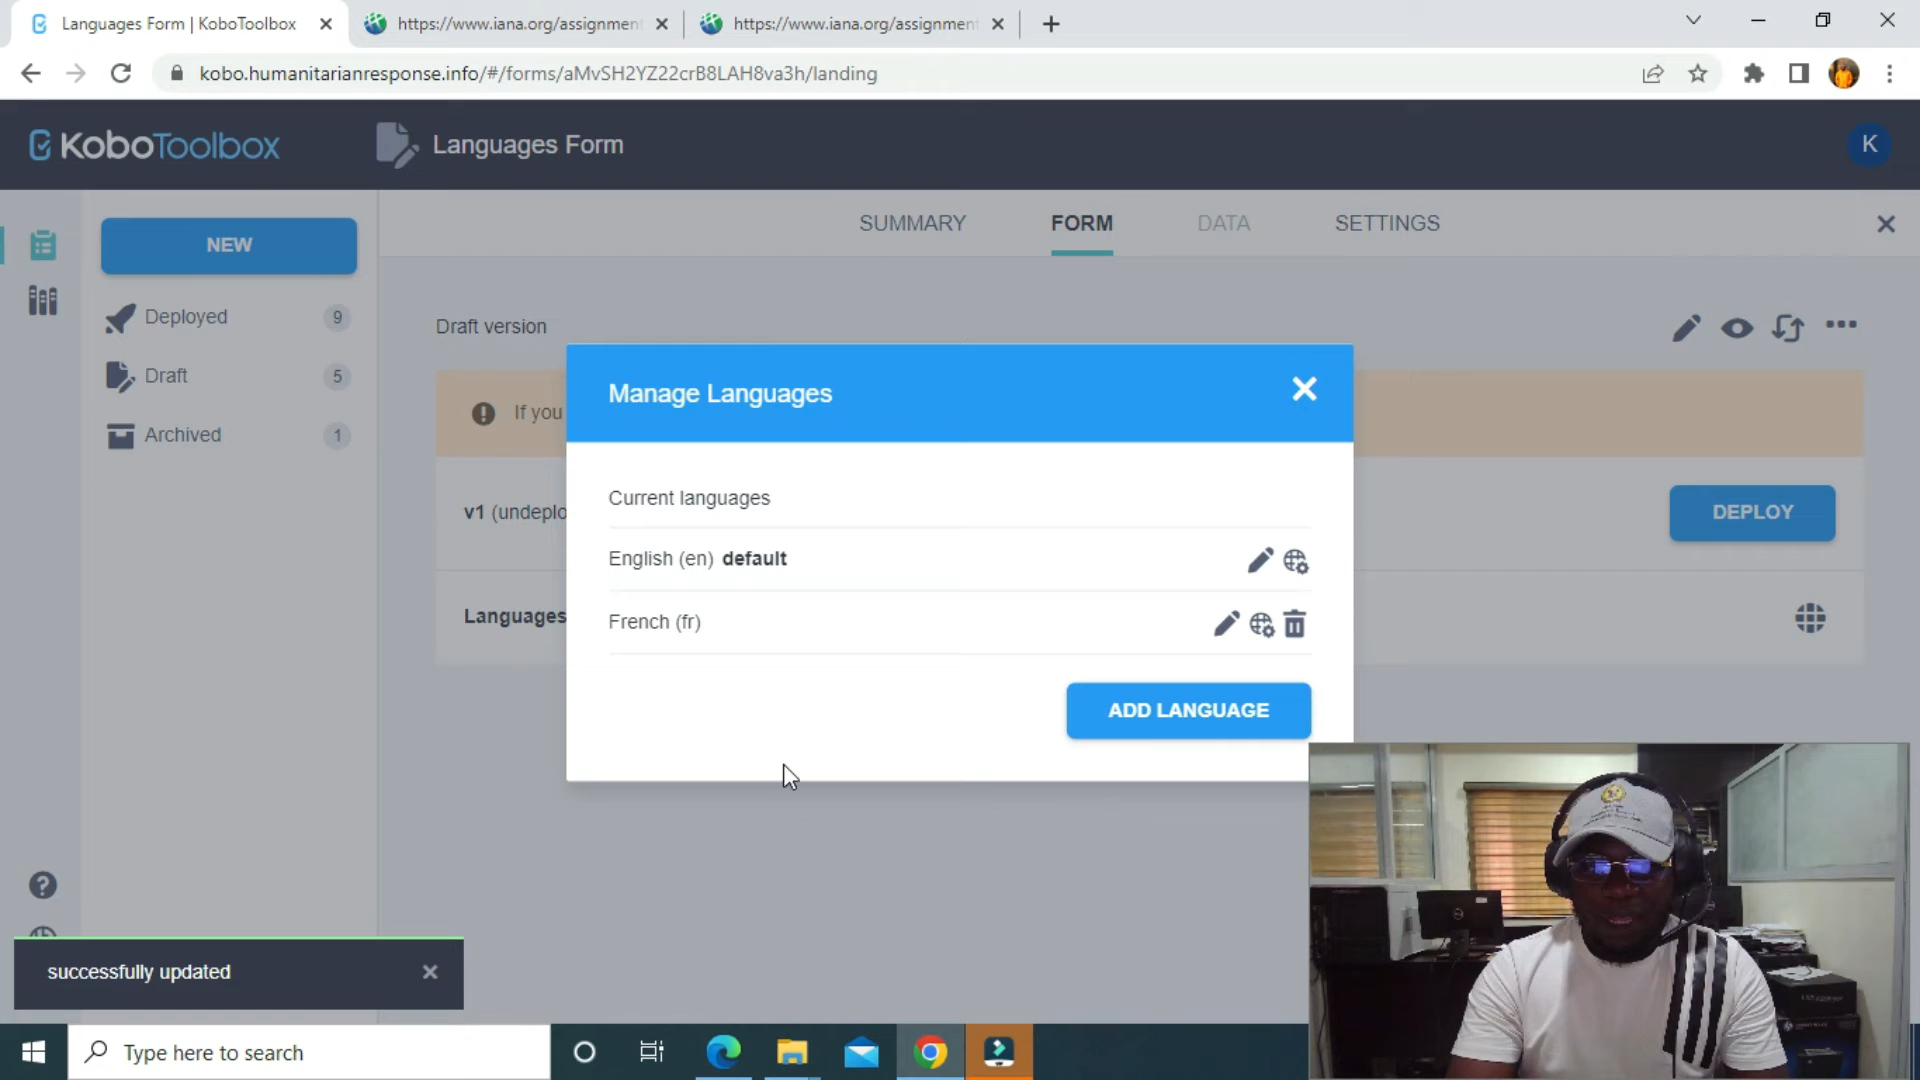 Languages Form | KoboToolbox
https://www.iana.org/assignmen
https://www.iana.org/assignmen
kobo.humanitarianresponse.info/#/forms/aMvSH2YZ22crB8LAH8va3h/landing
KoboToolbox
Languages Form
K
NEW
SUMMARY
FORM
DATA
SETTINGS
Deployed 9
Draft 5
Archived 1
Draft version
If you
v1 (undeplo
DEPLOY
Languages
Manage Languages
Current languages
English (en) default
French (fr)
ADD LANGUAGE
successfully updated
Type here to search